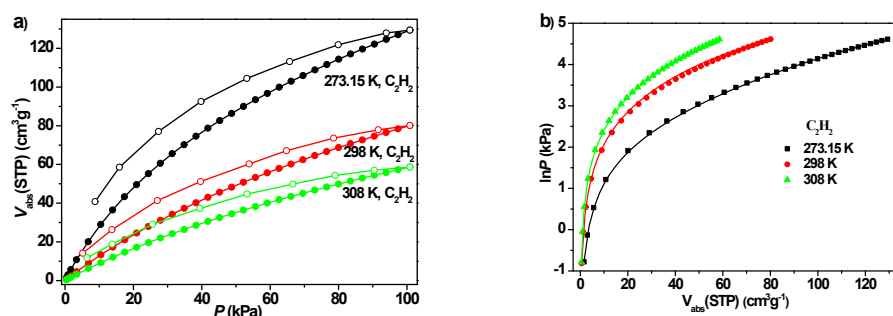 a)
120
100
80
60
40
20
0
V_abs(STP) (cm³g⁻¹)
273.15 K, C₂H₂
298 K, C₂H₂
308 K, C₂H₂
0 20 40 60 80 100
P (kPa)
b)
5
4
3
2
1
0
-1
lnP (kPa)
C₂H₂
273.15 K
298 K
308 K
0 20 40 60 80 100 120
V_abs(STP) (cm³g⁻¹)